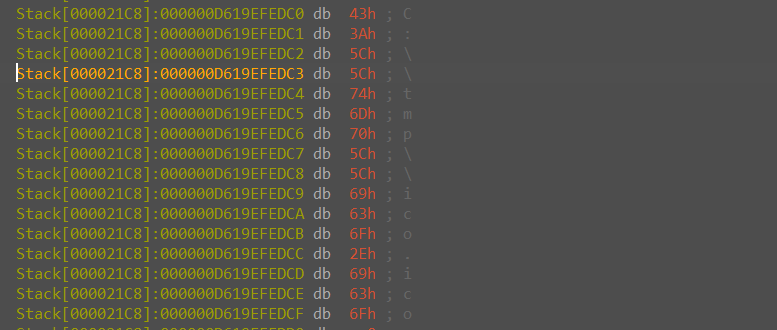 Stack[000021C8]:000000D619EFEDC0 db 43h ; C
Stack[000021C8]:000000D619EFEDC1 db 3Ah ; :
Stack[000021C8]:000000D619EFEDC2 db 5Ch ; \
Stack[000021C8]:000000D619EFEDC3 db 5Ch ; \
Stack[000021C8]:000000D619EFEDC4 db 74h ; t
Stack[000021C8]:000000D619EFEDC5 db 6Dh ; m
Stack[000021C8]:000000D619EFEDC6 db 70h ; p
Stack[000021C8]:000000D619EFEDC7 db 5Ch ; \
Stack[000021C8]:000000D619EFEDC8 db 5Ch ; \
Stack[000021C8]:000000D619EFEDC9 db 69h ; i
Stack[000021C8]:000000D619EFEDCA db 63h ; c
Stack[000021C8]:000000D619EFEDCB db 6Fh ; o
Stack[000021C8]:000000D619EFEDCC db 2Eh ; .
Stack[000021C8]:000000D619EFEDCD db 69h ; i
Stack[000021C8]:000000D619EFEDCE db 63h ; c
Stack[000021C8]:000000D619EFEDCF db 6Fh ; o